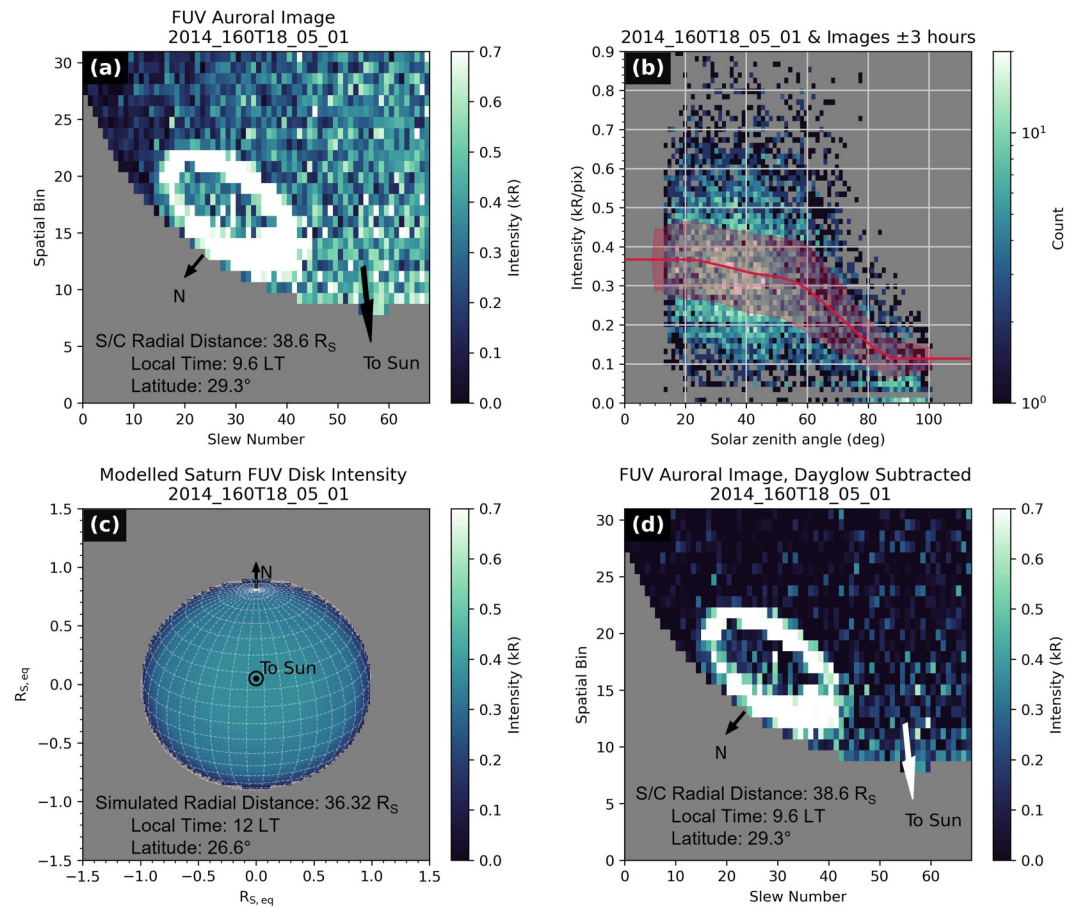 FUV Auroral Image
2014_160T18_05_01
(a)
30
25
20
15
10
5
0
Spatial Bin
0 10 20 30 40 50 60
Slew Number
N
To Sun
S/C Radial Distance: 38.6 R_S
Local Time: 9.6 LT
Latitude: 29.3°
0.7
0.6
0.5
0.4
0.3
0.2
0.1
0.0
Intensity (kR)
2014_160T18_05_01 & Images ±3 hours
(b)
0.9
0.8
0.7
0.6
0.5
0.4
0.3
0.2
0.1
0.0
Intensity (kR/pix)
0 20 40 60 80 100
Solar zenith angle (deg)
10^1
10^0
Count
Modelled Saturn FUV Disk Intensity
2014_160T18_05_01
(c)
1.5
1.0
0.5
0.0
−0.5
−1.0
−1.5
R_S, eq
N
To Sun
Simulated Radial Distance: 36.32 R_S
Local Time: 12 LT
Latitude: 26.6°
−1.5 −1.0 −0.5 0.0 0.5 1.0 1.5
R_S, eq
0.7
0.6
0.5
0.4
0.3
0.2
0.1
0.0
Intensity (kR)
FUV Auroral Image, Dayglow Subtracted
2014_160T18_05_01
(d)
30
25
20
15
10
5
0
Spatial Bin
N
To Sun
S/C Radial Distance: 38.6 R_S
Local Time: 9.6 LT
Latitude: 29.3°
0 10 20 30 40 50 60
Slew Number
0.7
0.6
0.5
0.4
0.3
0.2
0.1
0.0
Intensity (kR)